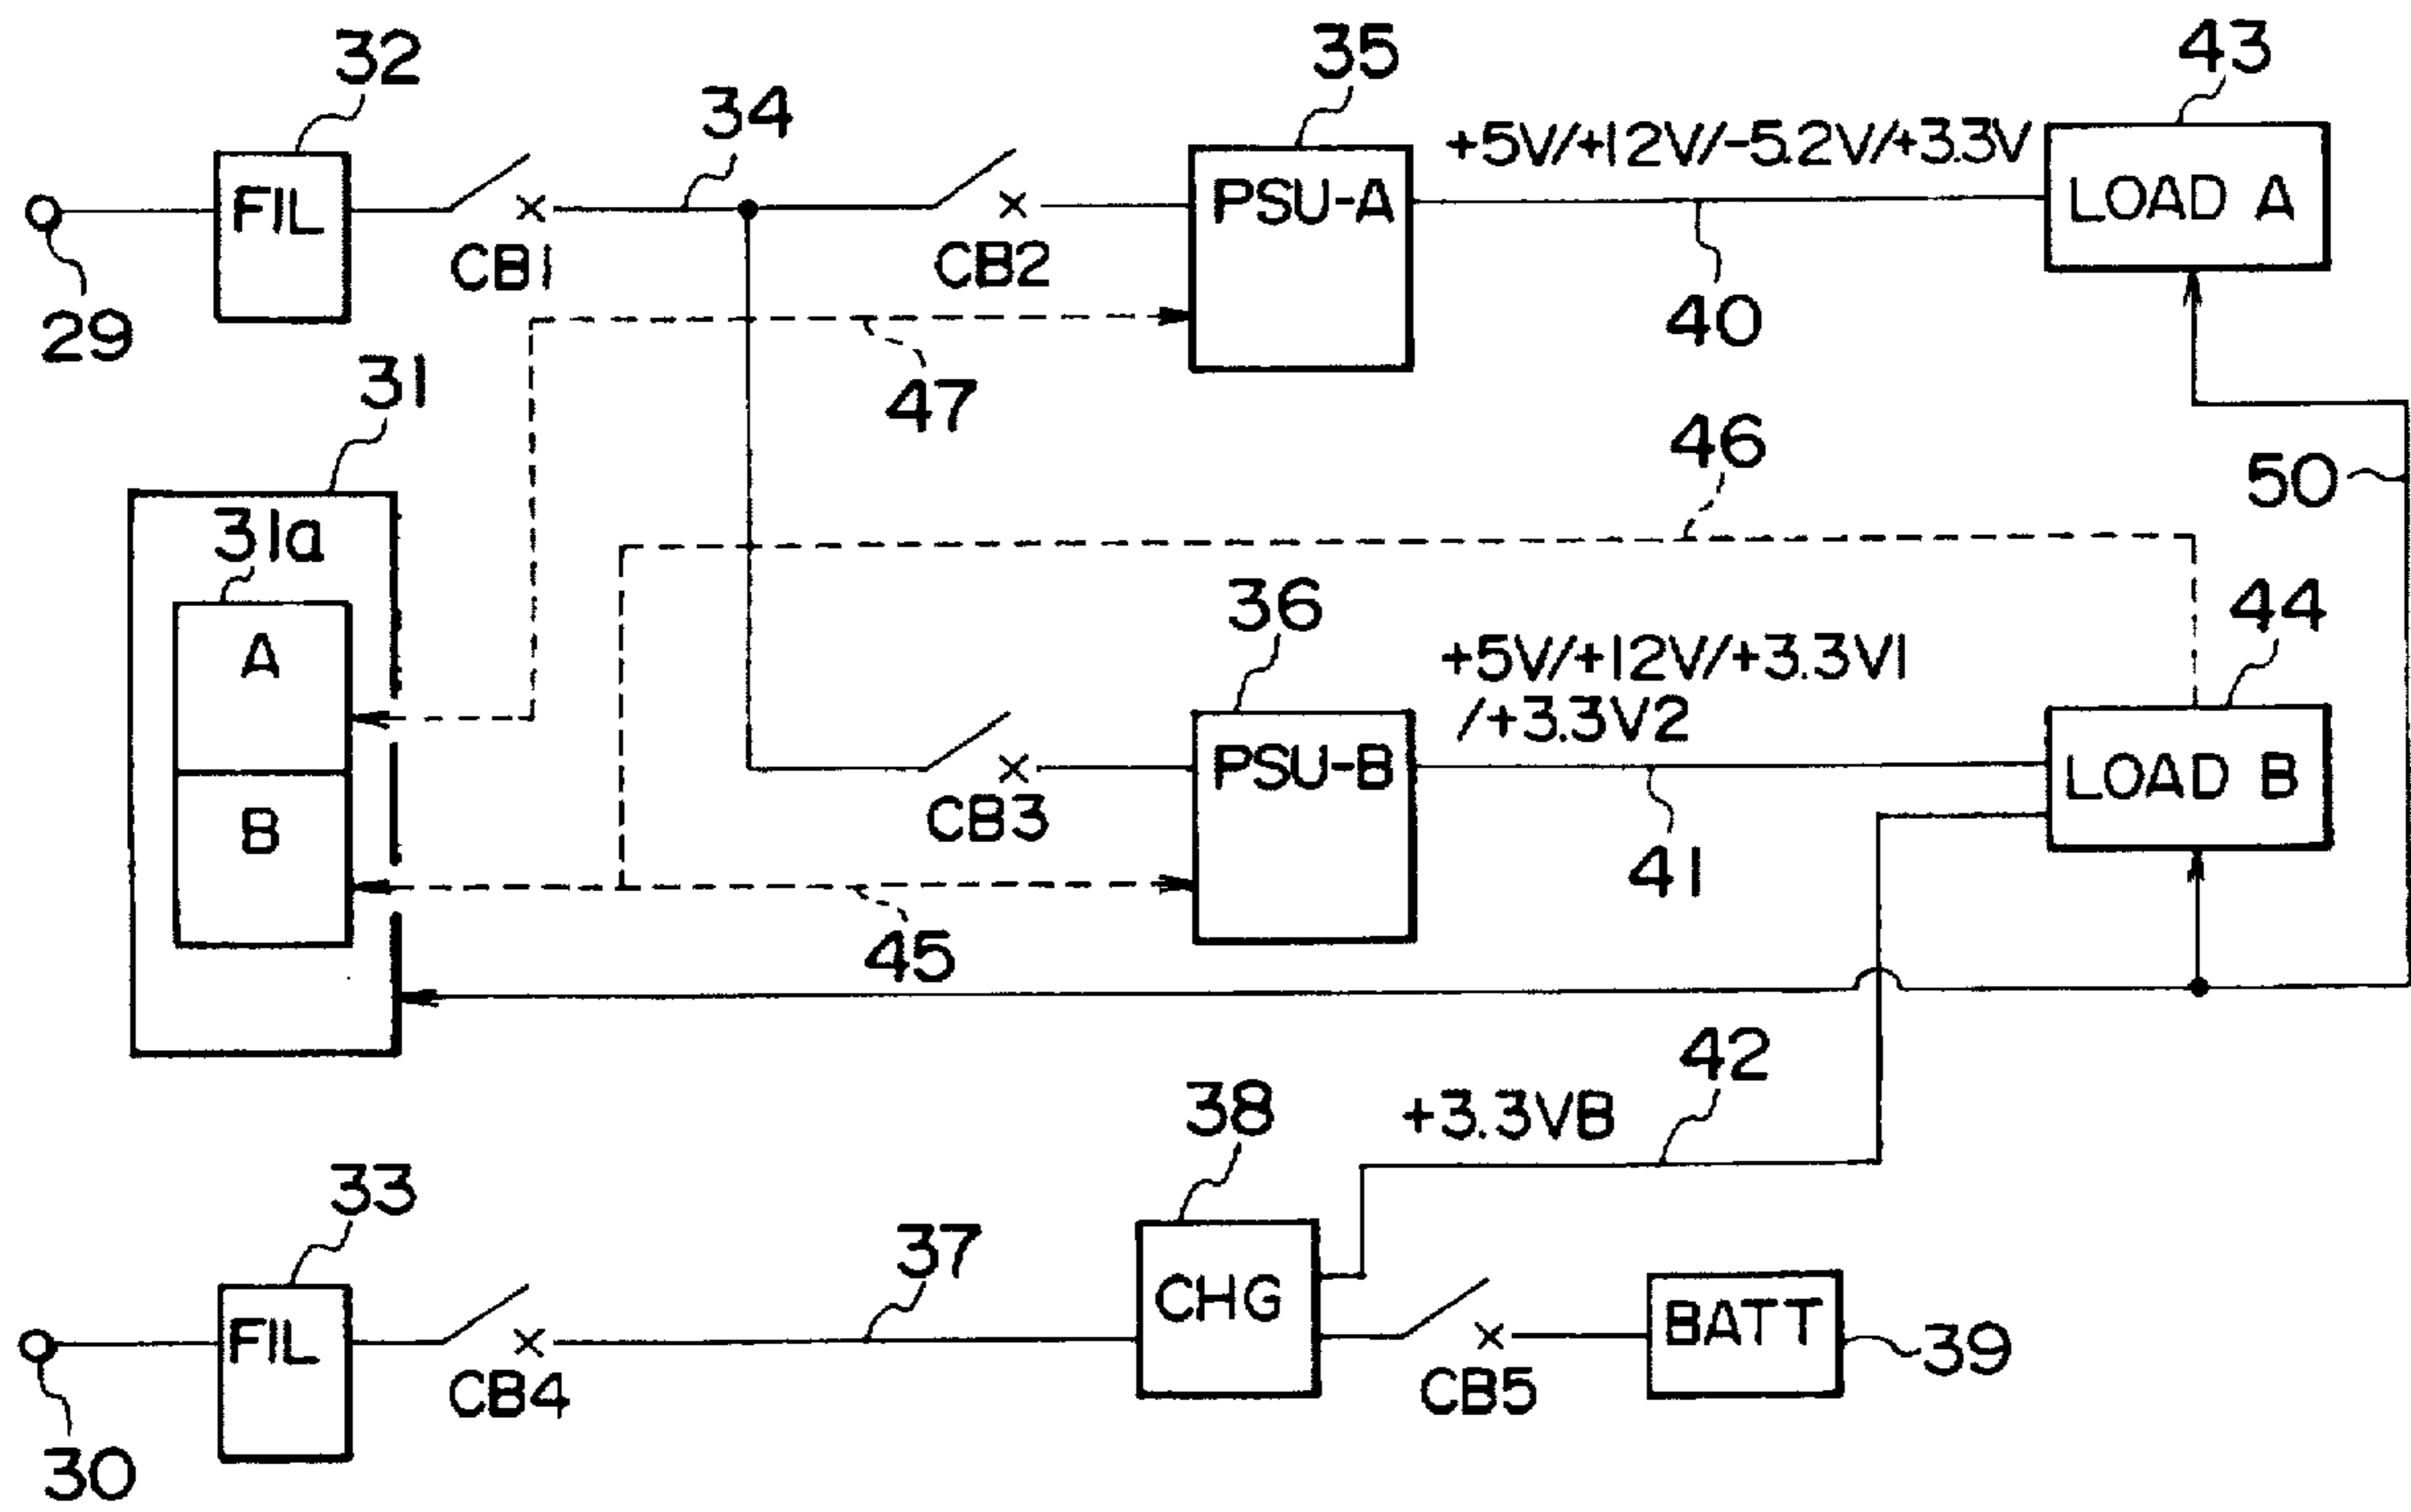 32
34
35
43
+5V/+12V/-5.2V/+3.3V
FIL
PSU-A
LOAD A
CB1
CB2
29
40
31
47
46
50
31a
A
36
44
+5V/+12V/+3.3V1
/+3.3V2
B
CB3
PSU-B
LOAD B
41
45
42
38
+3.3VB
33
37
FIL
CHG
BATT
39
CB4
CB5
30